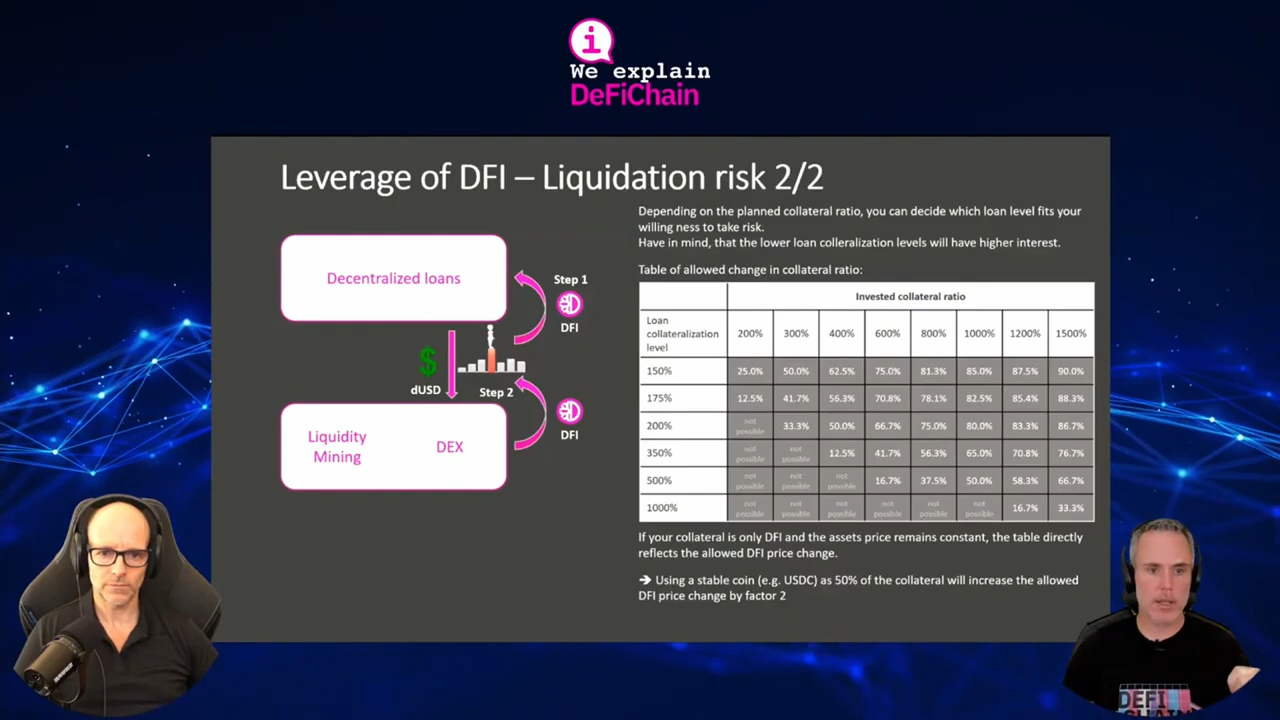 i
We explain
DeFiChain
Leverage of DFI – Liquidation risk 2/2
Decentralized loans
Step 1
DFI
$
dUSD
Step 2
DFI
Liquidity
Mining
DEX
Depending on the planned collateral ratio, you can decide which loan level fits your
willing ness to take risk.
Have in mind, that the lower loan colleralization levels will have higher interest.
Table of allowed change in collateral ratio:
Invested collateral ratio
Loan
collateralization
level
200% 300% 400% 600% 800% 1000% 1200% 1500%
150% 25.0% 50.0% 62.5% 75.0% 81.3% 85.0% 87.5% 90.0%
175% 12.5% 41.7% 56.3% 70.8% 78.1% 82.5% 85.4% 88.3%
200% not possible 33.3% 50.0% 66.7% 75.0% 80.0% 83.3% 86.7%
350% not possible not possible 12.5% 41.7% 56.3% 65.0% 70.8% 76.7%
500% not possible not possible not possible 16.7% 37.5% 50.0% 58.3% 66.7%
1000% not possible not possible not possible not possible not possible not possible 16.7% 33.3%
If your collateral is only DFI and the assets price remains constant, the table directly
reflects the allowed DFI price change.
➔ Using a stable coin (e.g. USDC) as 50% of the collateral will increase the allowed
DFI price change by factor 2
DEFI